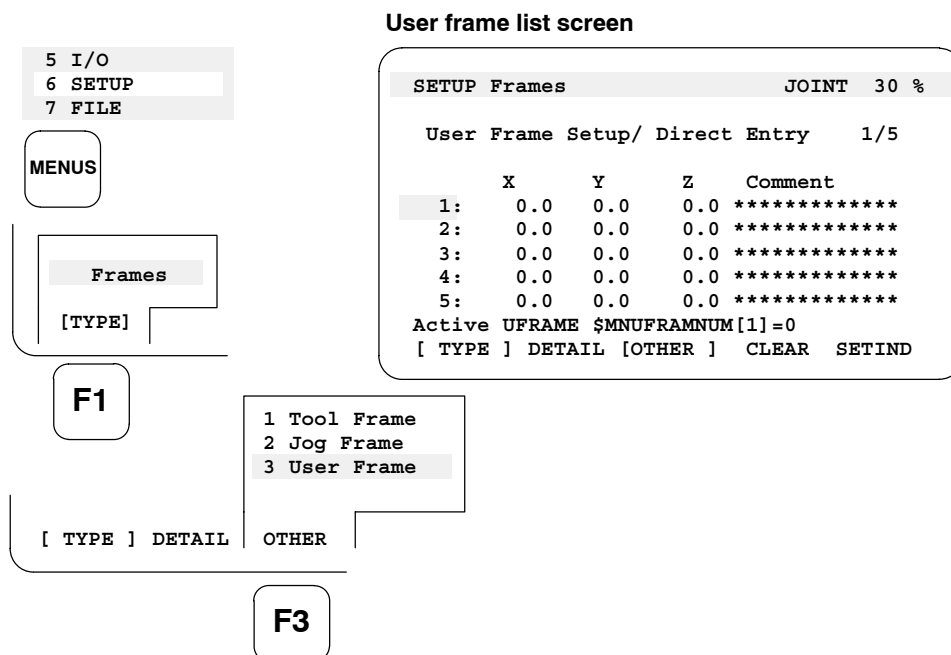 User frame list screen
5 I/O
6 SETUP
7 FILE
MENUS
Frames
[TYPE]
F1
1 Tool Frame
2 Jog Frame
3 User Frame
[ TYPE ] DETAIL OTHER
F3
SETUP Frames JOINT 30 %
User Frame Setup/ Direct Entry 1/5
X Y Z Comment
1: 0.0 0.0 0.0 *************
2: 0.0 0.0 0.0 *************
3: 0.0 0.0 0.0 *************
4: 0.0 0.0 0.0 *************
5: 0.0 0.0 0.0 *************
Active UFRAME $MNUFRAMNUM[1]=0
[ TYPE ] DETAIL [OTHER ] CLEAR SETIND